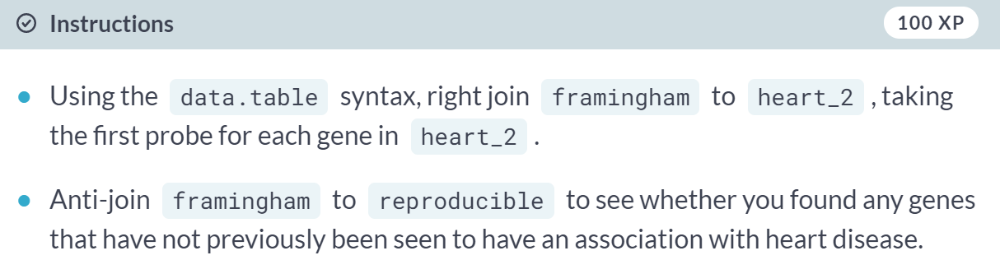 Instructions 100 XP
Using the data.table syntax, right join framingham to heart_2 , taking
the first probe for each gene in heart_2 .
Anti-join framingham to reproducible to see whether you found any genes
that have not previously been seen to have an association with heart disease.